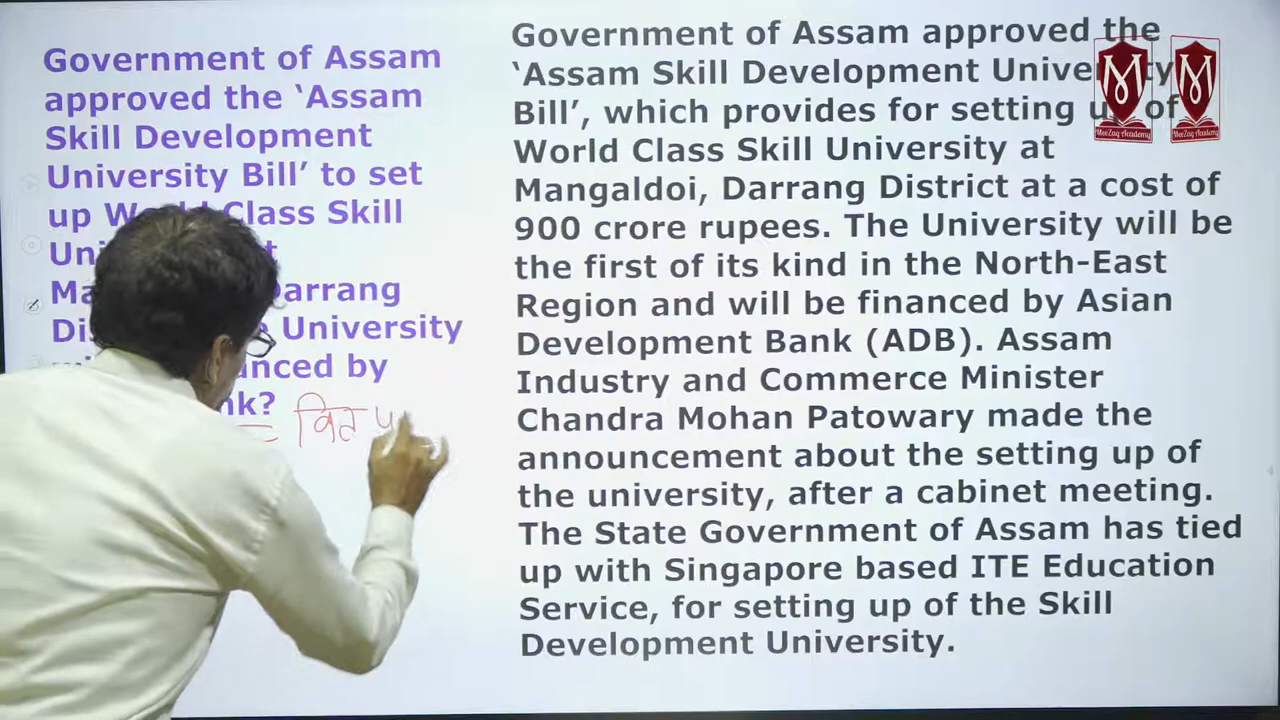 Government of Assam
approved the ‘Assam
Skill Development
University Bill’ to set
up Class Skill
Darrang
University
by
Government of Assam approved the
‘Assam Skill Development
Bill’, which provides for setting of
World Class Skill University at
Mangaldoi, Darrang District at a cost of
900 crore rupees. The University will be
the first of its kind in the North-East
Region and will be financed by Asian
Development Bank (ADB). Assam
Industry and Commerce Minister
Chandra Mohan Patowary made the
announcement about the setting up of
the university, after a cabinet meeting.
The State Government of Assam has tied
up with Singapore based ITE Education
Service, for setting up of the Skill
Development University.
MeeZaq Academy
MeeZaq Academy